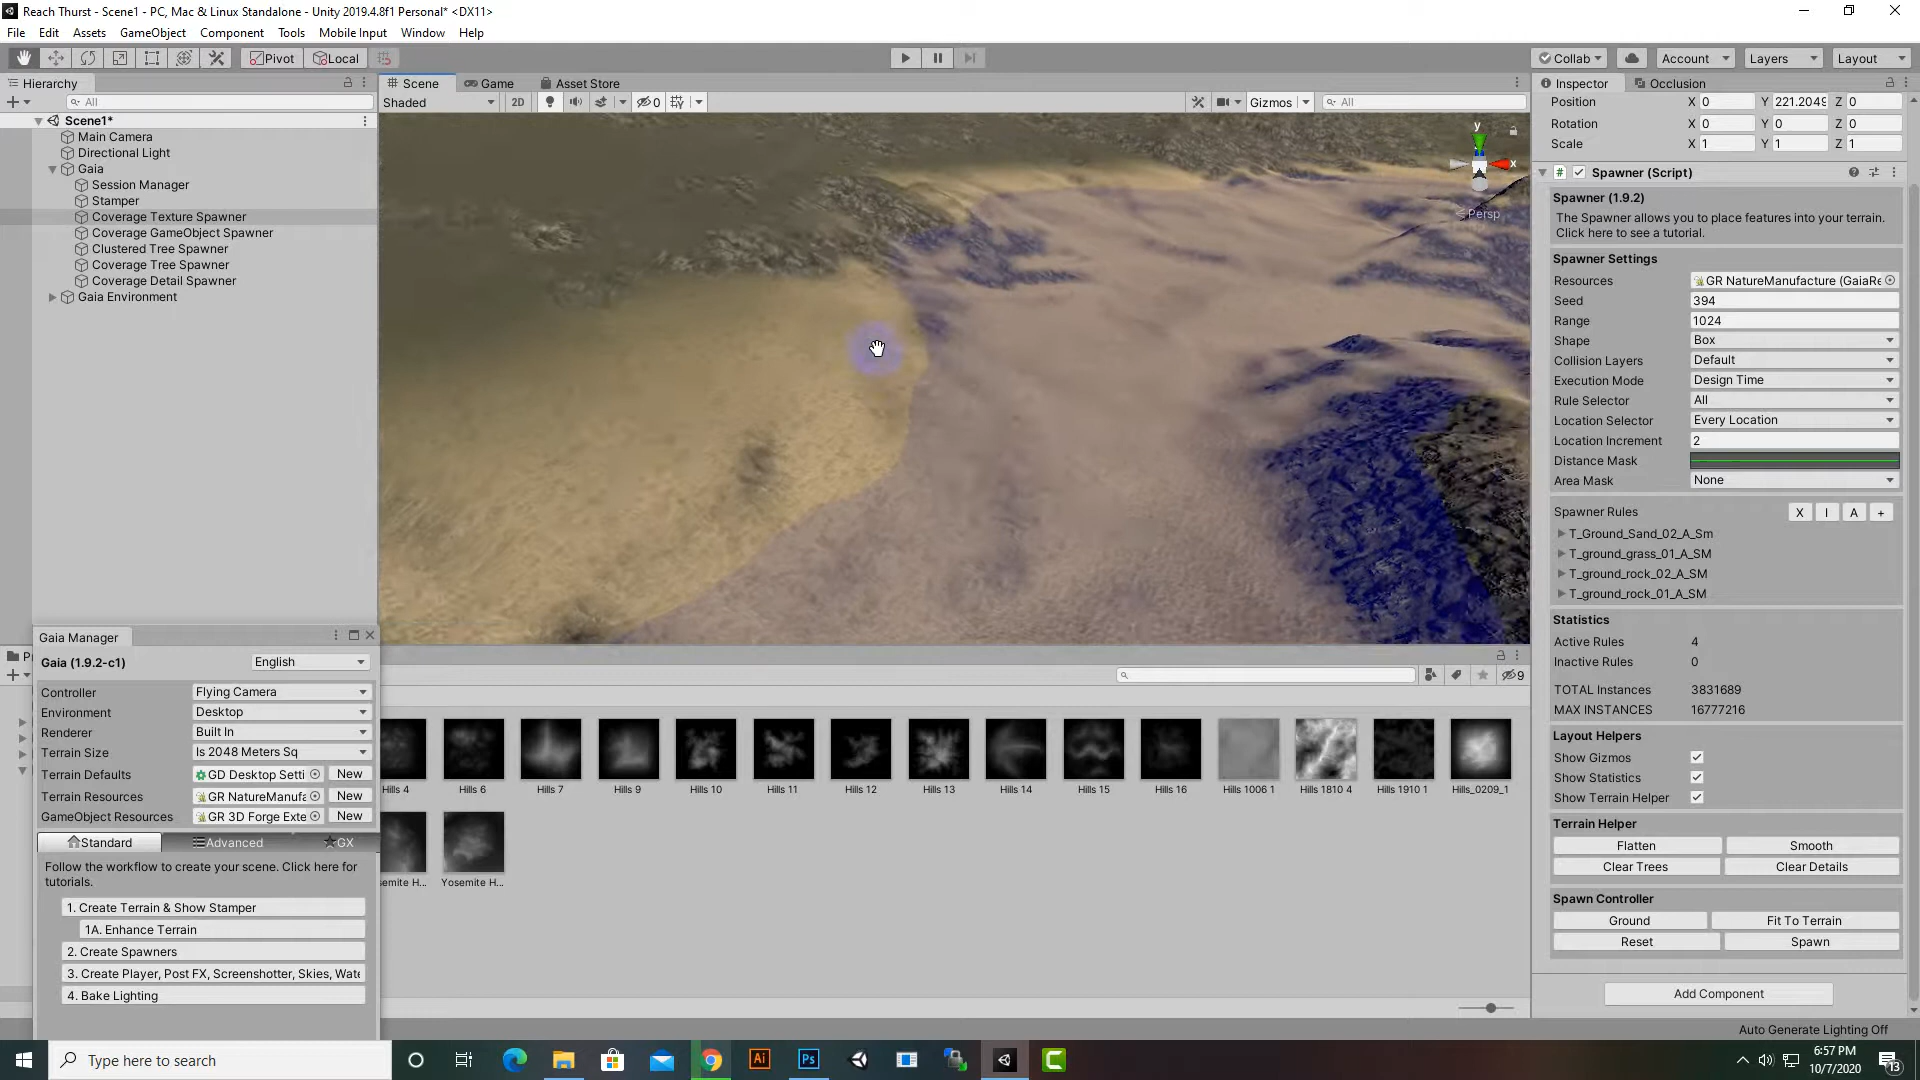 Reach Thurst - Scene1 - PC, Mac & Linux Standalone - Unity 2019.4.8f1 Personal* <DX11>
File Edit Assets GameObject Component Tools Mobile Input Window Help
Pivot Local Collab Account Layers Layout
Hierarchy Scene Game Asset Store Inspector Occlusion
All Shaded 2D 0 Gizmos All
Scene1*
Main Camera
Directional Light
Gaia
Session Manager
Stamper
Coverage Texture Spawner
Coverage GameObject Spawner
Clustered Tree Spawner
Coverage Tree Spawner
Coverage Detail Spawner
Gaia Environment
y
x
Persp
Position X 0 Y 221.2049 Z 0
Rotation X 0 Y 0 Z 0
Scale X 1 Y 1 Z 1
Spawner (Script)
Spawner (1.9.2)
The Spawner allows you to place features into your terrain.
Click here to see a tutorial.
Spawner Settings
Resources GR NatureManufacture (GaiaRe
Seed 394
Range 1024
Shape Box
Collision Layers Default
Execution Mode Design Time
Rule Selector All
Location Selector Every Location
Location Increment 2
Distance Mask
Area Mask None
Spawner Rules X I A +
T_Ground_Sand_02_A_Sm
T_ground_grass_01_A_SM
T_ground_rock_02_A_SM
T_ground_rock_01_A_SM
Statistics
Active Rules 4
Inactive Rules 0
TOTAL Instances 3831689
MAX INSTANCES 16777216
Layout Helpers
Show Gizmos
Show Statistics
Show Terrain Helper
Terrain Helper
Flatten Smooth
Clear Trees Clear Details
Spawn Controller
Ground Fit To Terrain
Reset Spawn
Add Component
Auto Generate Lighting Off
Gaia Manager
Gaia (1.9.2-c1) English
Controller Flying Camera
Environment Desktop
Renderer Built In
Terrain Size Is 2048 Meters Sq
Terrain Defaults GD Desktop Setti New
Terrain Resources GR NatureManufa New
GameObject Resources GR 3D Forge Exte New
Standard Advanced GX
Follow the workflow to create your scene. Click here for
tutorials.
1. Create Terrain & Show Stamper
1A. Enhance Terrain
2. Create Spawners
3. Create Player, Post FX, Screenshotter, Skies, Wate
4. Bake Lighting
9
Hills 4 Hills 6 Hills 7 Hills 9 Hills 10 Hills 11 Hills 12 Hills 13 Hills 14 Hills 15 Hills 16 Hills 1006 1 Hills 1810 4 Hills 1910 1 Hills_0209_1
semite H... Yosemite H...
Type here to search
Ai
Ps
6:57 PM
10/7/2020
13